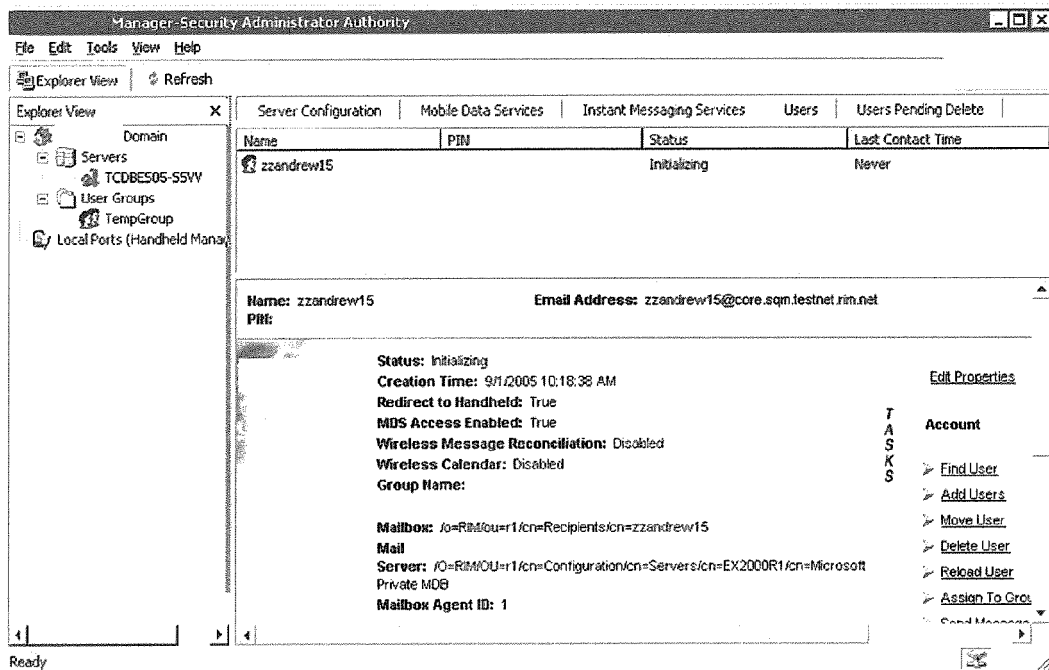 Manager-Security Administrator Authority
File Edit Tools View Help
Explorer View Refresh
Explorer View X
Domain
Servers
TCDBES05-S5VV
User Groups
TempGroup
Local Ports (Handheld Mana
Server Configuration Mobile Data Services Instant Messaging Services Users Users Pending Delete
Name PIN Status Last Contact Time
zzandrew15 Initializing Never
Name: zzandrew15 Email Address: zzandrew15@core.sqm.testnet.rim.net
PIN:
Status: Initializing
Creation Time: 9/1/2005 10:18:38 AM
Redirect to Handheld: True
MDS Access Enabled: True
Wireless Message Reconciliation: Disabled
Wireless Calendar: Disabled
Group Name:
Mailbox: /o=RIM/ou=r1/cn=Recipients/cn=zzandrew15
Mail
Server: /O=RIM/OU=r1/cn=Configuration/cn=Servers/cn=EX2000R1/cn=Microsoft
Private MDB
Mailbox Agent ID: 1
TASKS
Edit Properties
Account
Find User
Add Users
Move User
Delete User
Reload User
Assign To Grou
Send Message
Ready